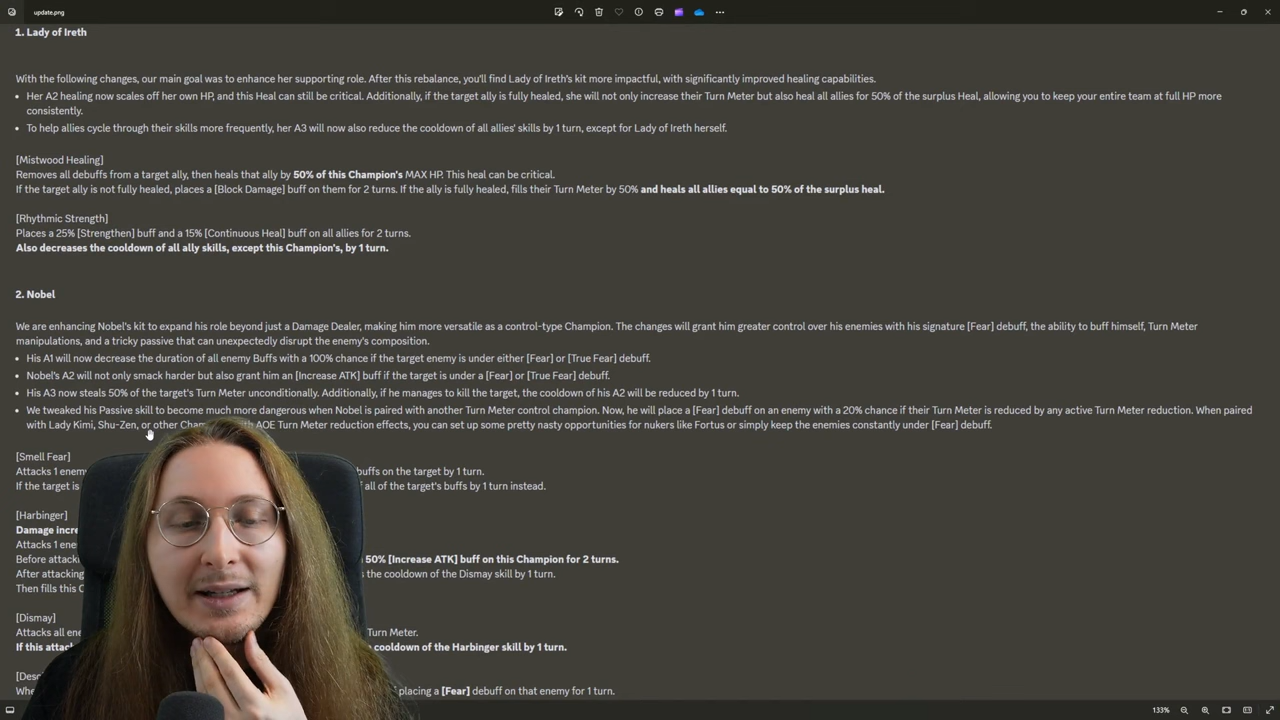 update.png
1. Lady of Ireth
With the following changes, our main goal was to enhance her supporting role. After this rebalance, you'll find Lady of Ireth's kit more impactful, with significantly improved healing capabilities.
• Her A2 healing now scales off her own HP, and this Heal can still be critical. Additionally, if the target ally is fully healed, she will not only increase their Turn Meter but also heal all allies for 50% of the surplus Heal, allowing you to keep your entire team at full HP more
consistently.
• To help allies cycle through their skills more frequently, her A3 will now also reduce the cooldown of all allies' skills by 1 turn, except for Lady of Ireth herself.
[Mistwood Healing]
Removes all debuffs from a target ally, then heals that ally by 50% of this Champion's MAX HP. This heal can be critical.
If the target ally is not fully healed, places a [Block Damage] buff on them for 2 turns. If the ally is fully healed, fills their Turn Meter by 50% and heals all allies equal to 50% of the surplus heal.
[Rhythmic Strength]
Places a 25% [Strengthen] buff and a 15% [Continuous Heal] buff on all allies for 2 turns.
Also decreases the cooldown of all ally skills, except this Champion's, by 1 turn.
2. Nobel
We are enhancing Nobel's kit to expand his role beyond just a Damage Dealer, making him more versatile as a control-type Champion. The changes will grant him greater control over his enemies with his signature [Fear] debuff, the ability to buff himself, Turn Meter
manipulations, and a tricky passive that can unexpectedly disrupt the enemy's composition.
• His A1 will now decrease the duration of all enemy Buffs with a 100% chance if the target enemy is under either [Fear] or [True Fear] debuff.
• Nobel's A2 will not only smack harder but also grant him an [Increase ATK] buff if the target is under a [Fear] or [True Fear] debuff.
• His A3 now steals 50% of the target's Turn Meter unconditionally. Additionally, if he manages to kill the target, the cooldown of his A2 will be reduced by 1 turn.
• We tweaked his Passive skill to become much more dangerous when Nobel is paired with another Turn Meter control champion. Now, he will place a [Fear] debuff on an enemy with a 20% chance if their Turn Meter is reduced by any active Turn Meter reduction. When paired
with Lady Kimi, Shu-Zen, or other AOE Turn Meter reduction effects, you can set up some pretty nasty opportunities for nukers like Fortus or simply keep the enemies constantly under [Fear] debuff.
[Smell Fear]
Attacks 1 on the target by 1 turn.
If the target is all of the target's buffs by 1 turn instead.
[Harbinger]
Damage
Attacks 1
Before 50% [Increase ATK] buff on this Champion for 2 turns.
After attacking the cooldown of the Dismay skill by 1 turn.
Then fills this
[Dismay]
Attacks all Turn Meter.
If this cooldown of the Harbinger skill by 1 turn.
placing a [Fear] debuff on that enemy for 1 turn.
133%